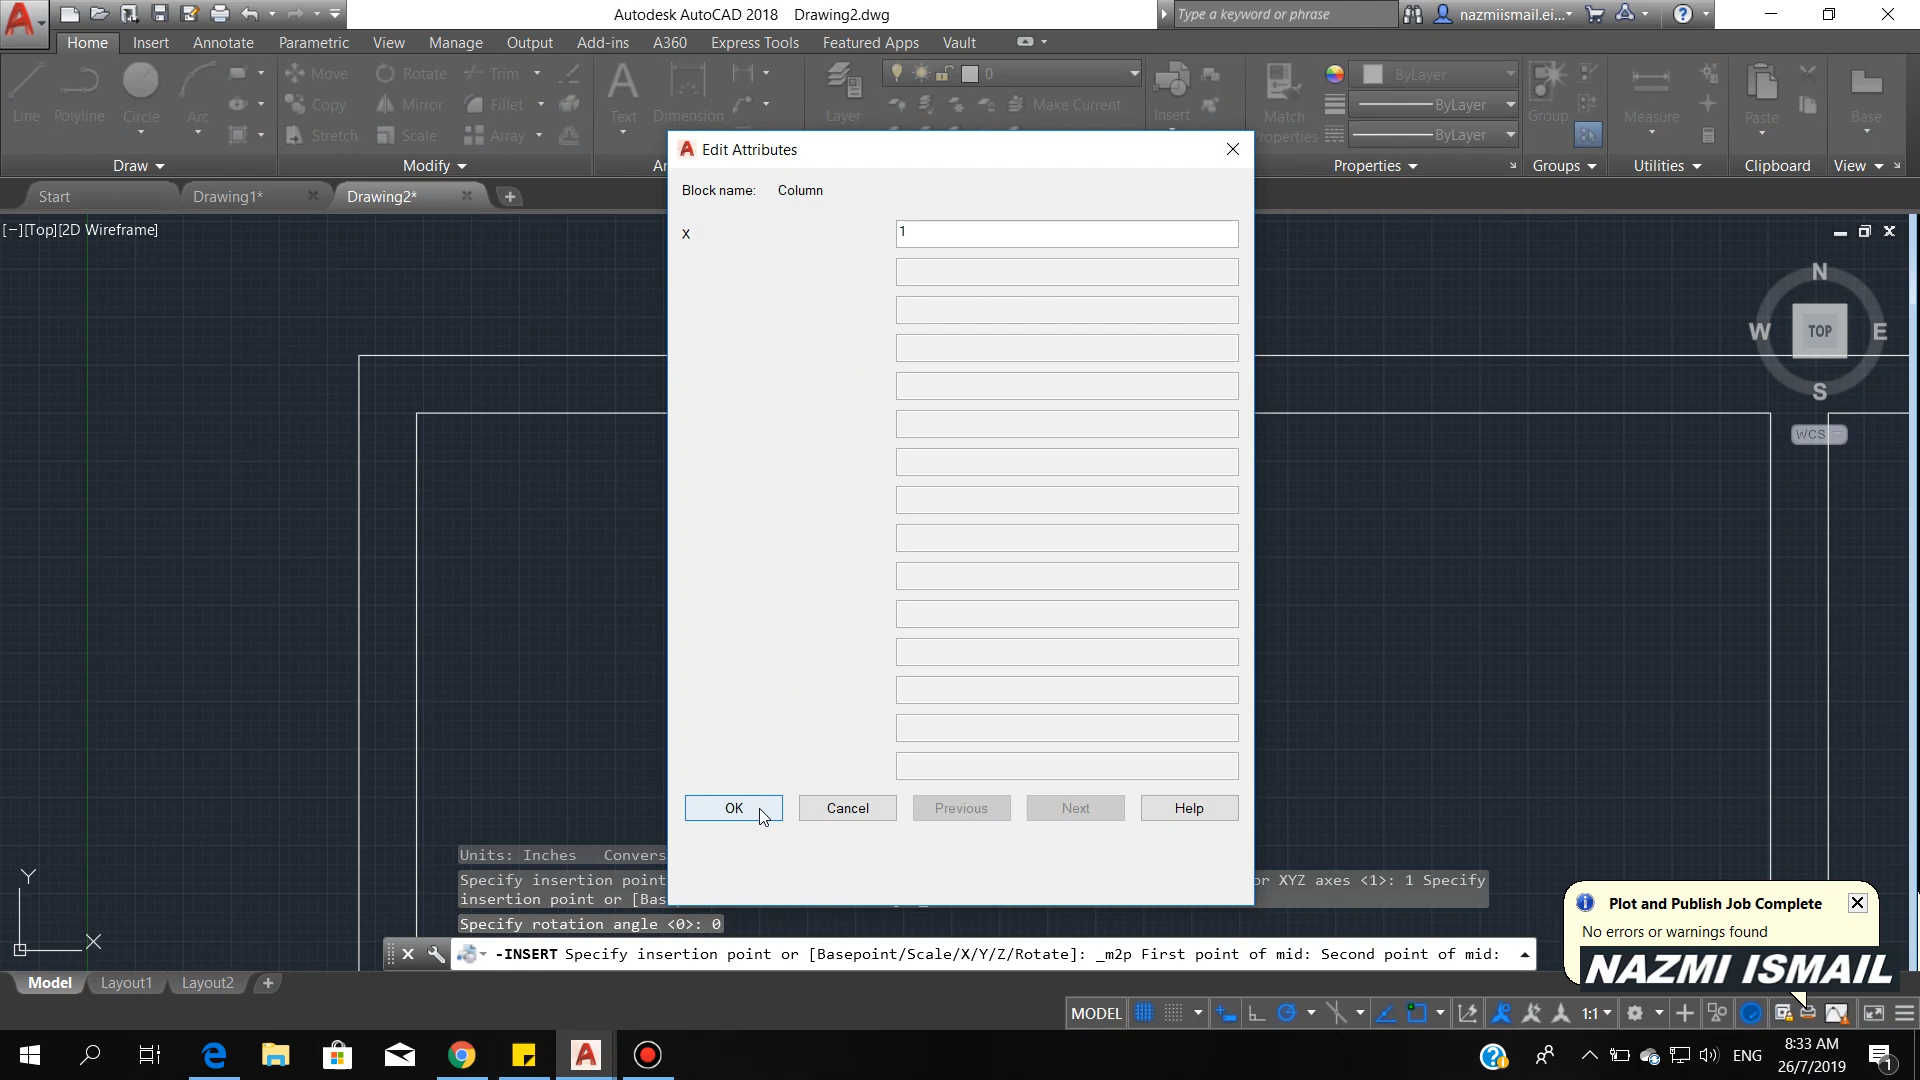 Autodesk AutoCAD 2018 Drawing2.dwg
Type a keyword or phrase
nazmiismail.ei...
Home Insert Annotate Parametric View Manage Output Add-ins A360 Express Tools Featured Apps Vault
Line Polyline Circle Arc
Move Rotate Trim
Copy Mirror Fillet
Stretch Scale Array
Text Dimension
Layer
0
Make Current
Insert
Match
Properties
ByLayer
ByLayer
ByLayer
Group
Measure
Paste
Base
Draw Modify Properties Groups Utilities Clipboard View
Start Drawing1* Drawing2*
[−][Top][2D Wireframe]
Edit Attributes
Block name: Column
X 1
OK Cancel Previous Next Help
N
W TOP E
S
WCS
Y
X
Units: Inches Convers
Specify insertion point or XYZ axes <1>: 1 Specify
insertion point or [Bas
Specify rotation angle <0>: 0
-INSERT Specify insertion point or [Basepoint/Scale/X/Y/Z/Rotate]: _m2p First point of mid: Second point of mid:
Plot and Publish Job Complete
No errors or warnings found
NAZMI ISMAIL
Model Layout1 Layout2
MODEL 1:1
ENG
8:33 AM
26/7/2019
1